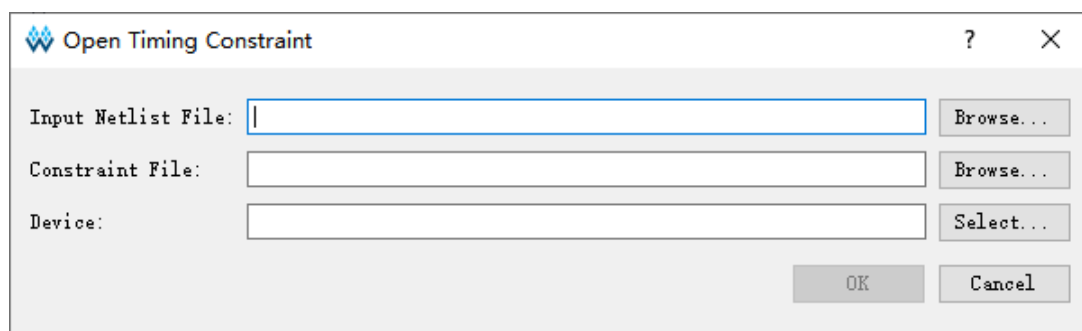 Open Timing Constraint ?
Input Netlist File: Browse...
Constraint File: Browse...
Device: Select...
OK Cancel